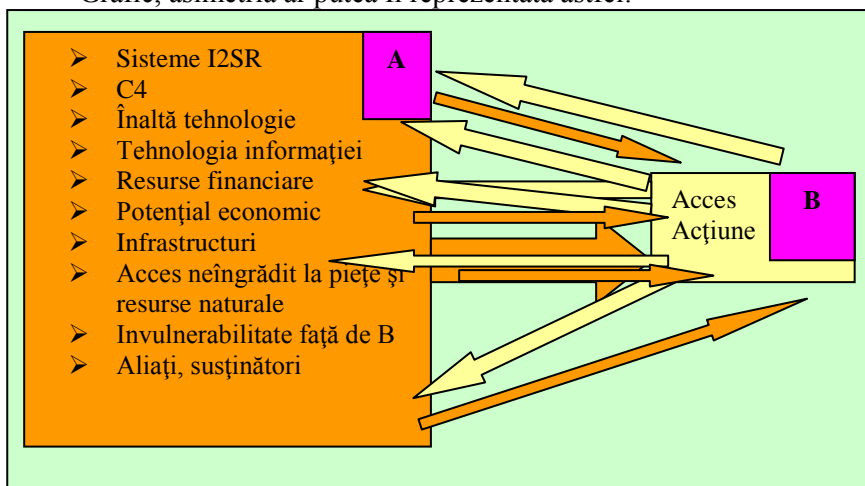 Grafic, asimetria ar putea fi reprezentată astfel:
➢ Sisteme I2SR
A
➢ C4
➢ Înaltă tehnologie
➢ Tehnologia informaţiei
➢ Resurse financiare
➢ Potenţial economic
➢ Infrastructuri
➢ Acces neîngrădit la pieţe şi
resurse naturale
➢ Invulnerabilitate faţă de B
➢ Aliaţi, susţinători
Acces
Acţiune
B